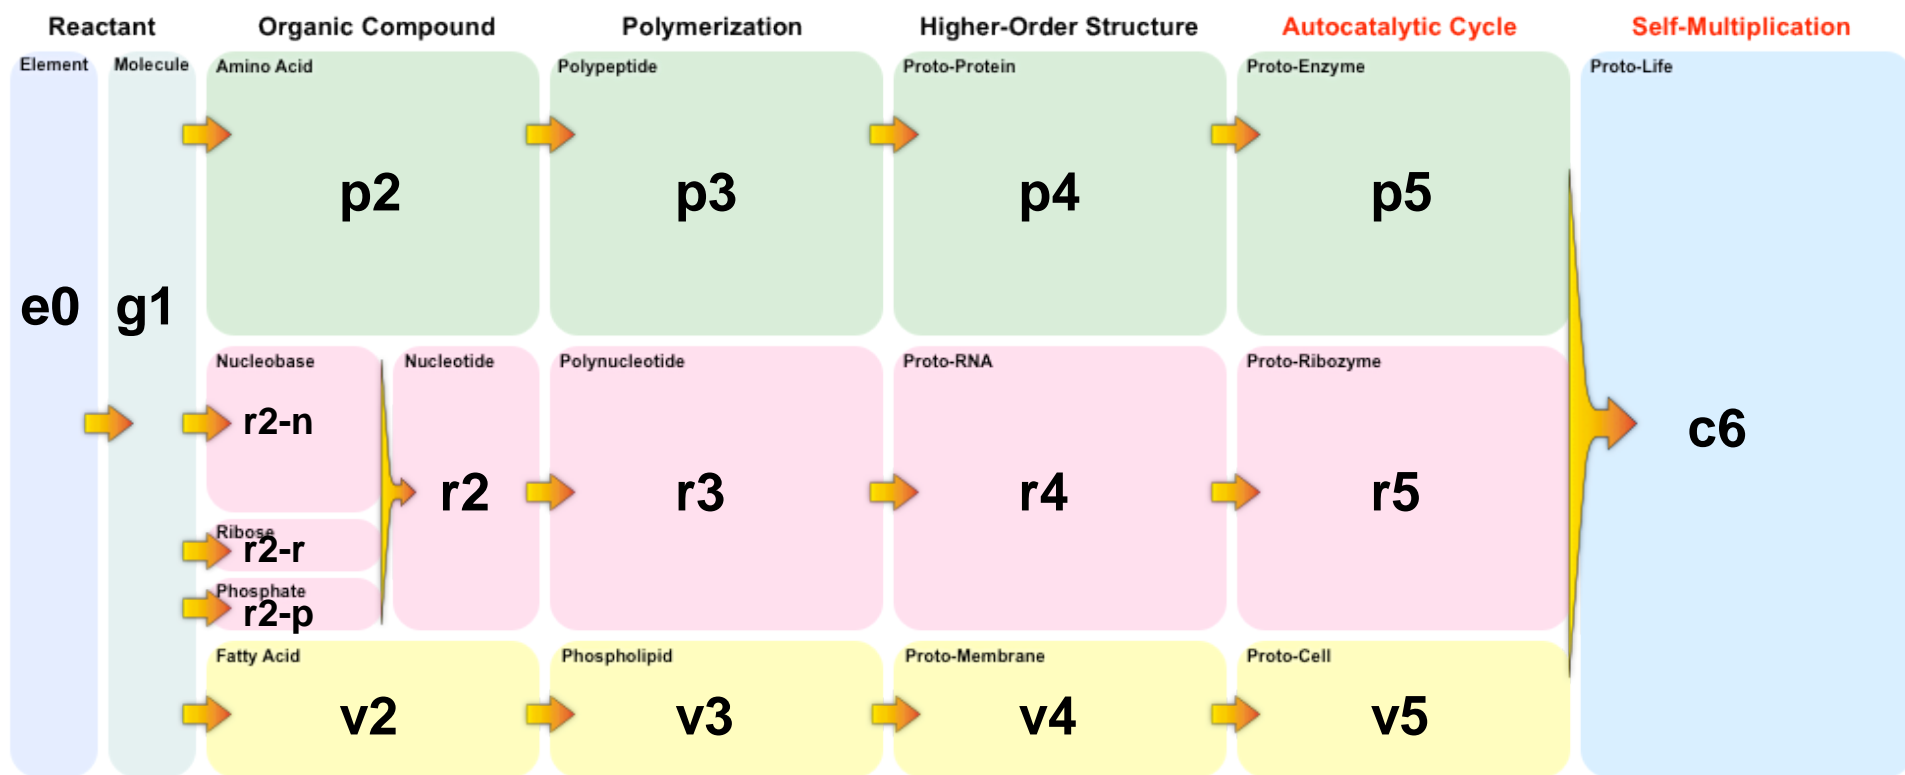 Reactant
Organic Compound
Polymerization
Higher-Order Structure
Autocatalytic Cycle
Self-Multiplication
Element
Molecule
Amino Acid
Polypeptide
Proto-Protein
Proto-Enzyme
Proto-Life
p2
p3
p4
p5
e0
g1
Nucleobase
Nucleotide
Polynucleotide
Proto-RNA
Proto-Ribozyme
r2-n
c6
r2
r3
r4
r5
Ribose
r2-r
Phosphate
r2-p
Fatty Acid
Phospholipid
Proto-Membrane
Proto-Cell
v2
v3
v4
v5